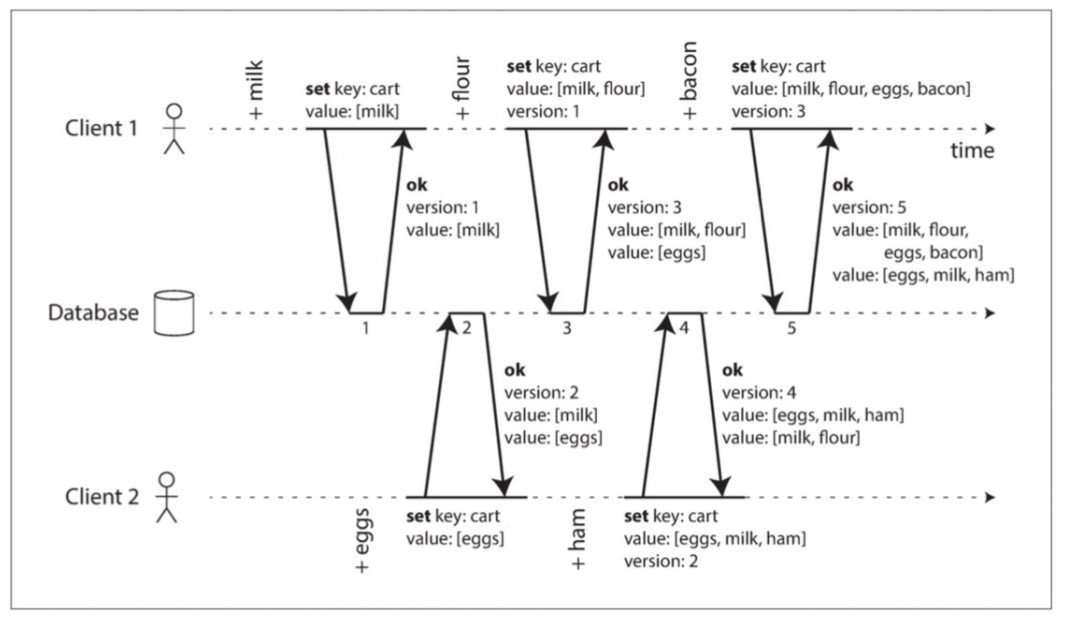 + milk
set key: cart
value: [milk]
+ flour
set key: cart
value: [milk, flour]
version: 1
+ bacon
set key: cart
value: [milk, flour, eggs, bacon]
version: 3
Client 1
time
ok
version: 1
value: [milk]
ok
version: 3
value: [milk, flour]
value: [eggs]
ok
version: 5
value: [milk, flour,
eggs, bacon]
value: [eggs, milk, ham]
Database
1
2
3
4
5
ok
version: 2
value: [milk]
value: [eggs]
ok
version: 4
value: [eggs, milk, ham]
value: [milk, flour]
Client 2
+ eggs
set key: cart
value: [eggs]
+ ham
set key: cart
value: [eggs, milk, ham]
version: 2